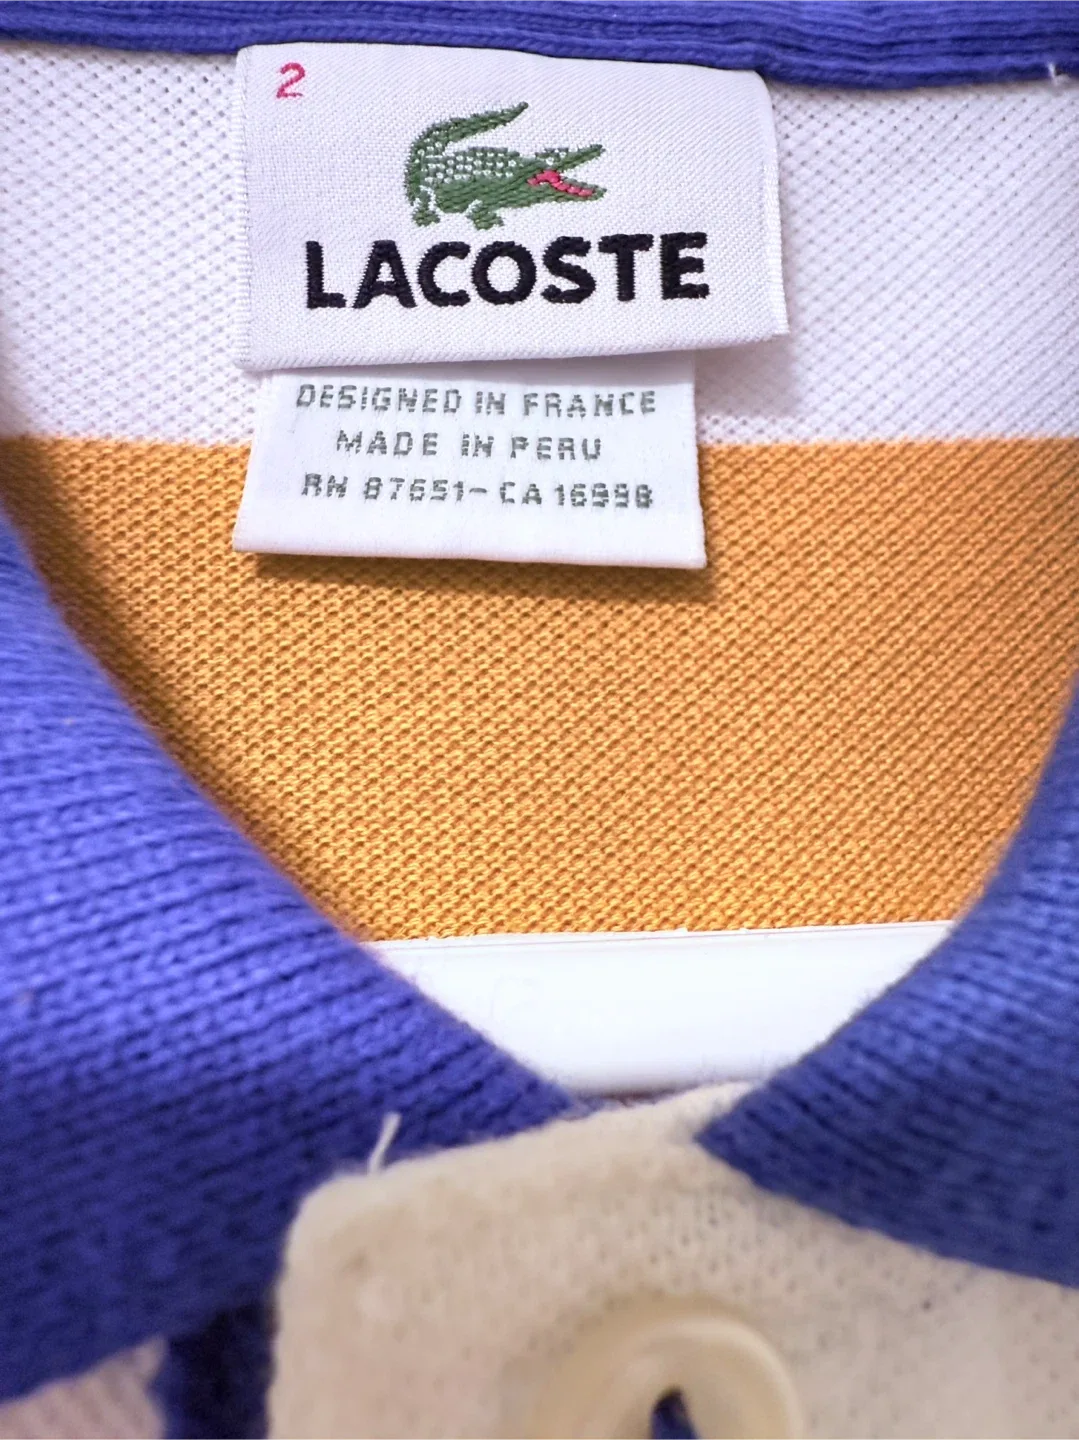 2
LACOSTE
DESIGNED IN FRANCE
MADE IN PERU
RN 87651-CA 16998